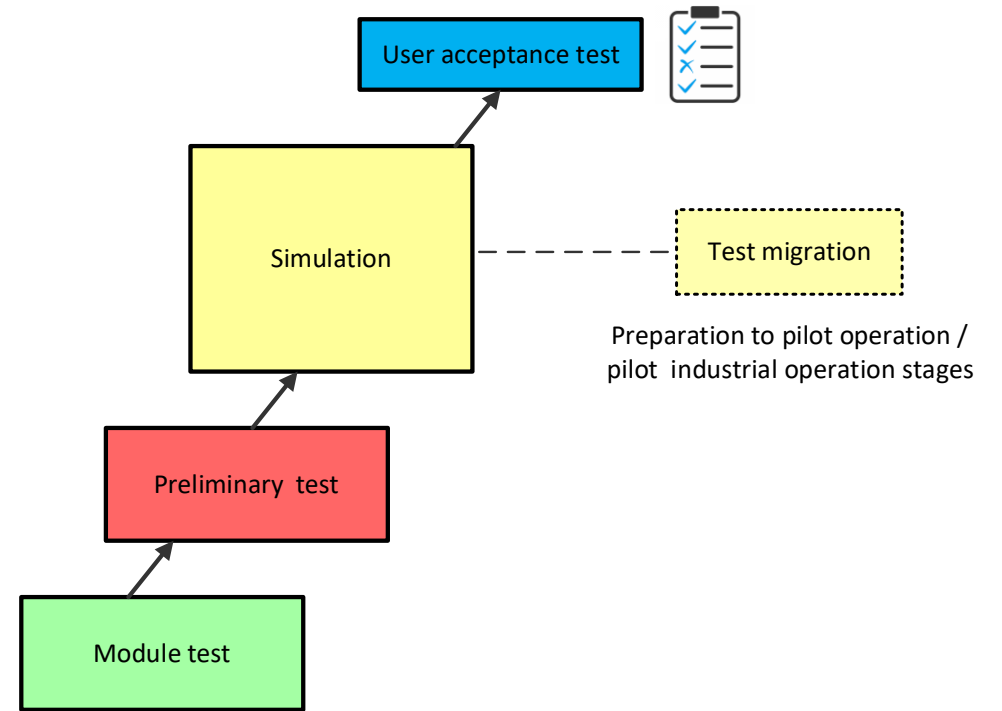 User acceptance test
Simulation
Test migration
Preparation to pilot operation /
pilot industrial operation stages
Preliminary test
Module test